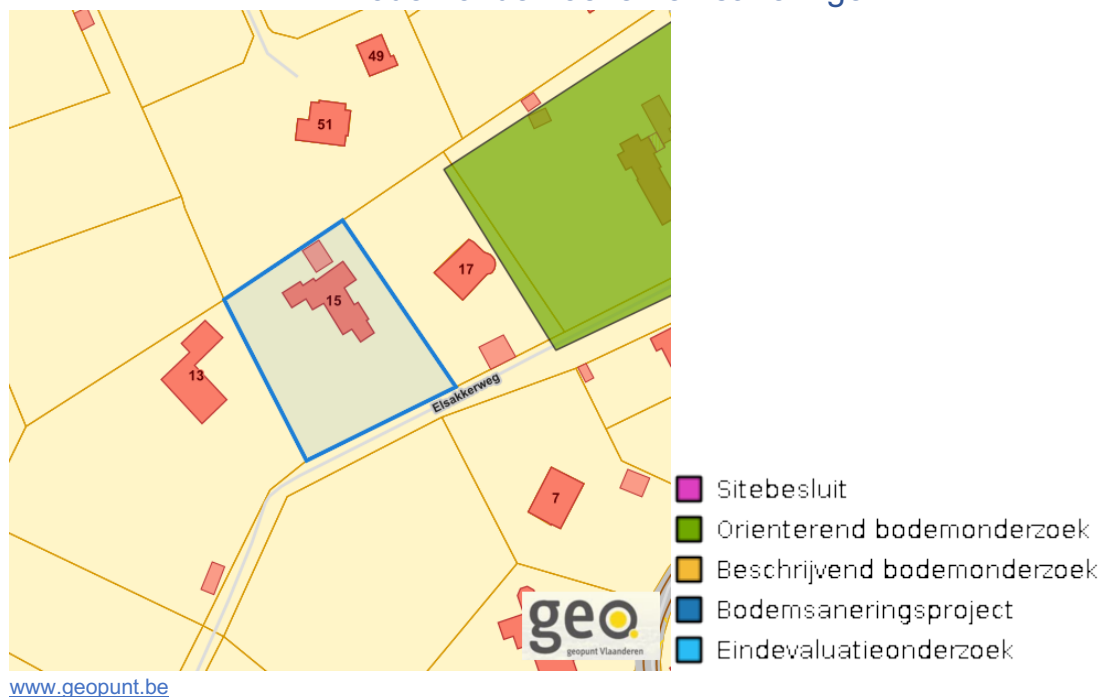 49
51
17
15
13
Elsakkerweg
7
Sitebesluit
Orienterend bodemonderzoek
Beschrijvend bodemonderzoek
Bodemsaneringsproject
Eindevaluatieonderzoek
geo.
geopunt Vlaanderen
www.geopunt.be